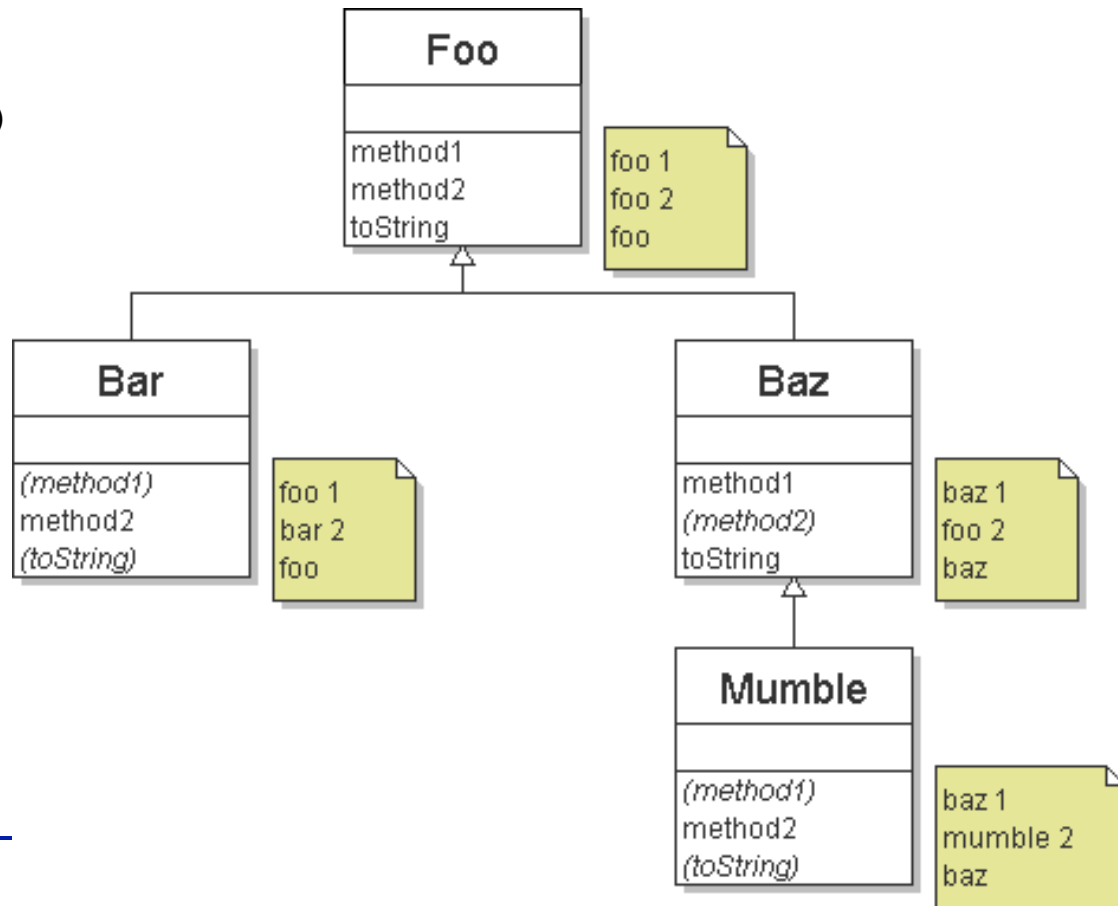 Foo
)
method1
method2
toString
foo 1
foo 2
foo
Bar
(method1)
method2
(toString)
foo 1
bar 2
foo
Baz
method1
(method2)
toString
baz 1
foo 2
baz
Mumble
(method1)
method2
(toString)
baz 1
mumble 2
baz